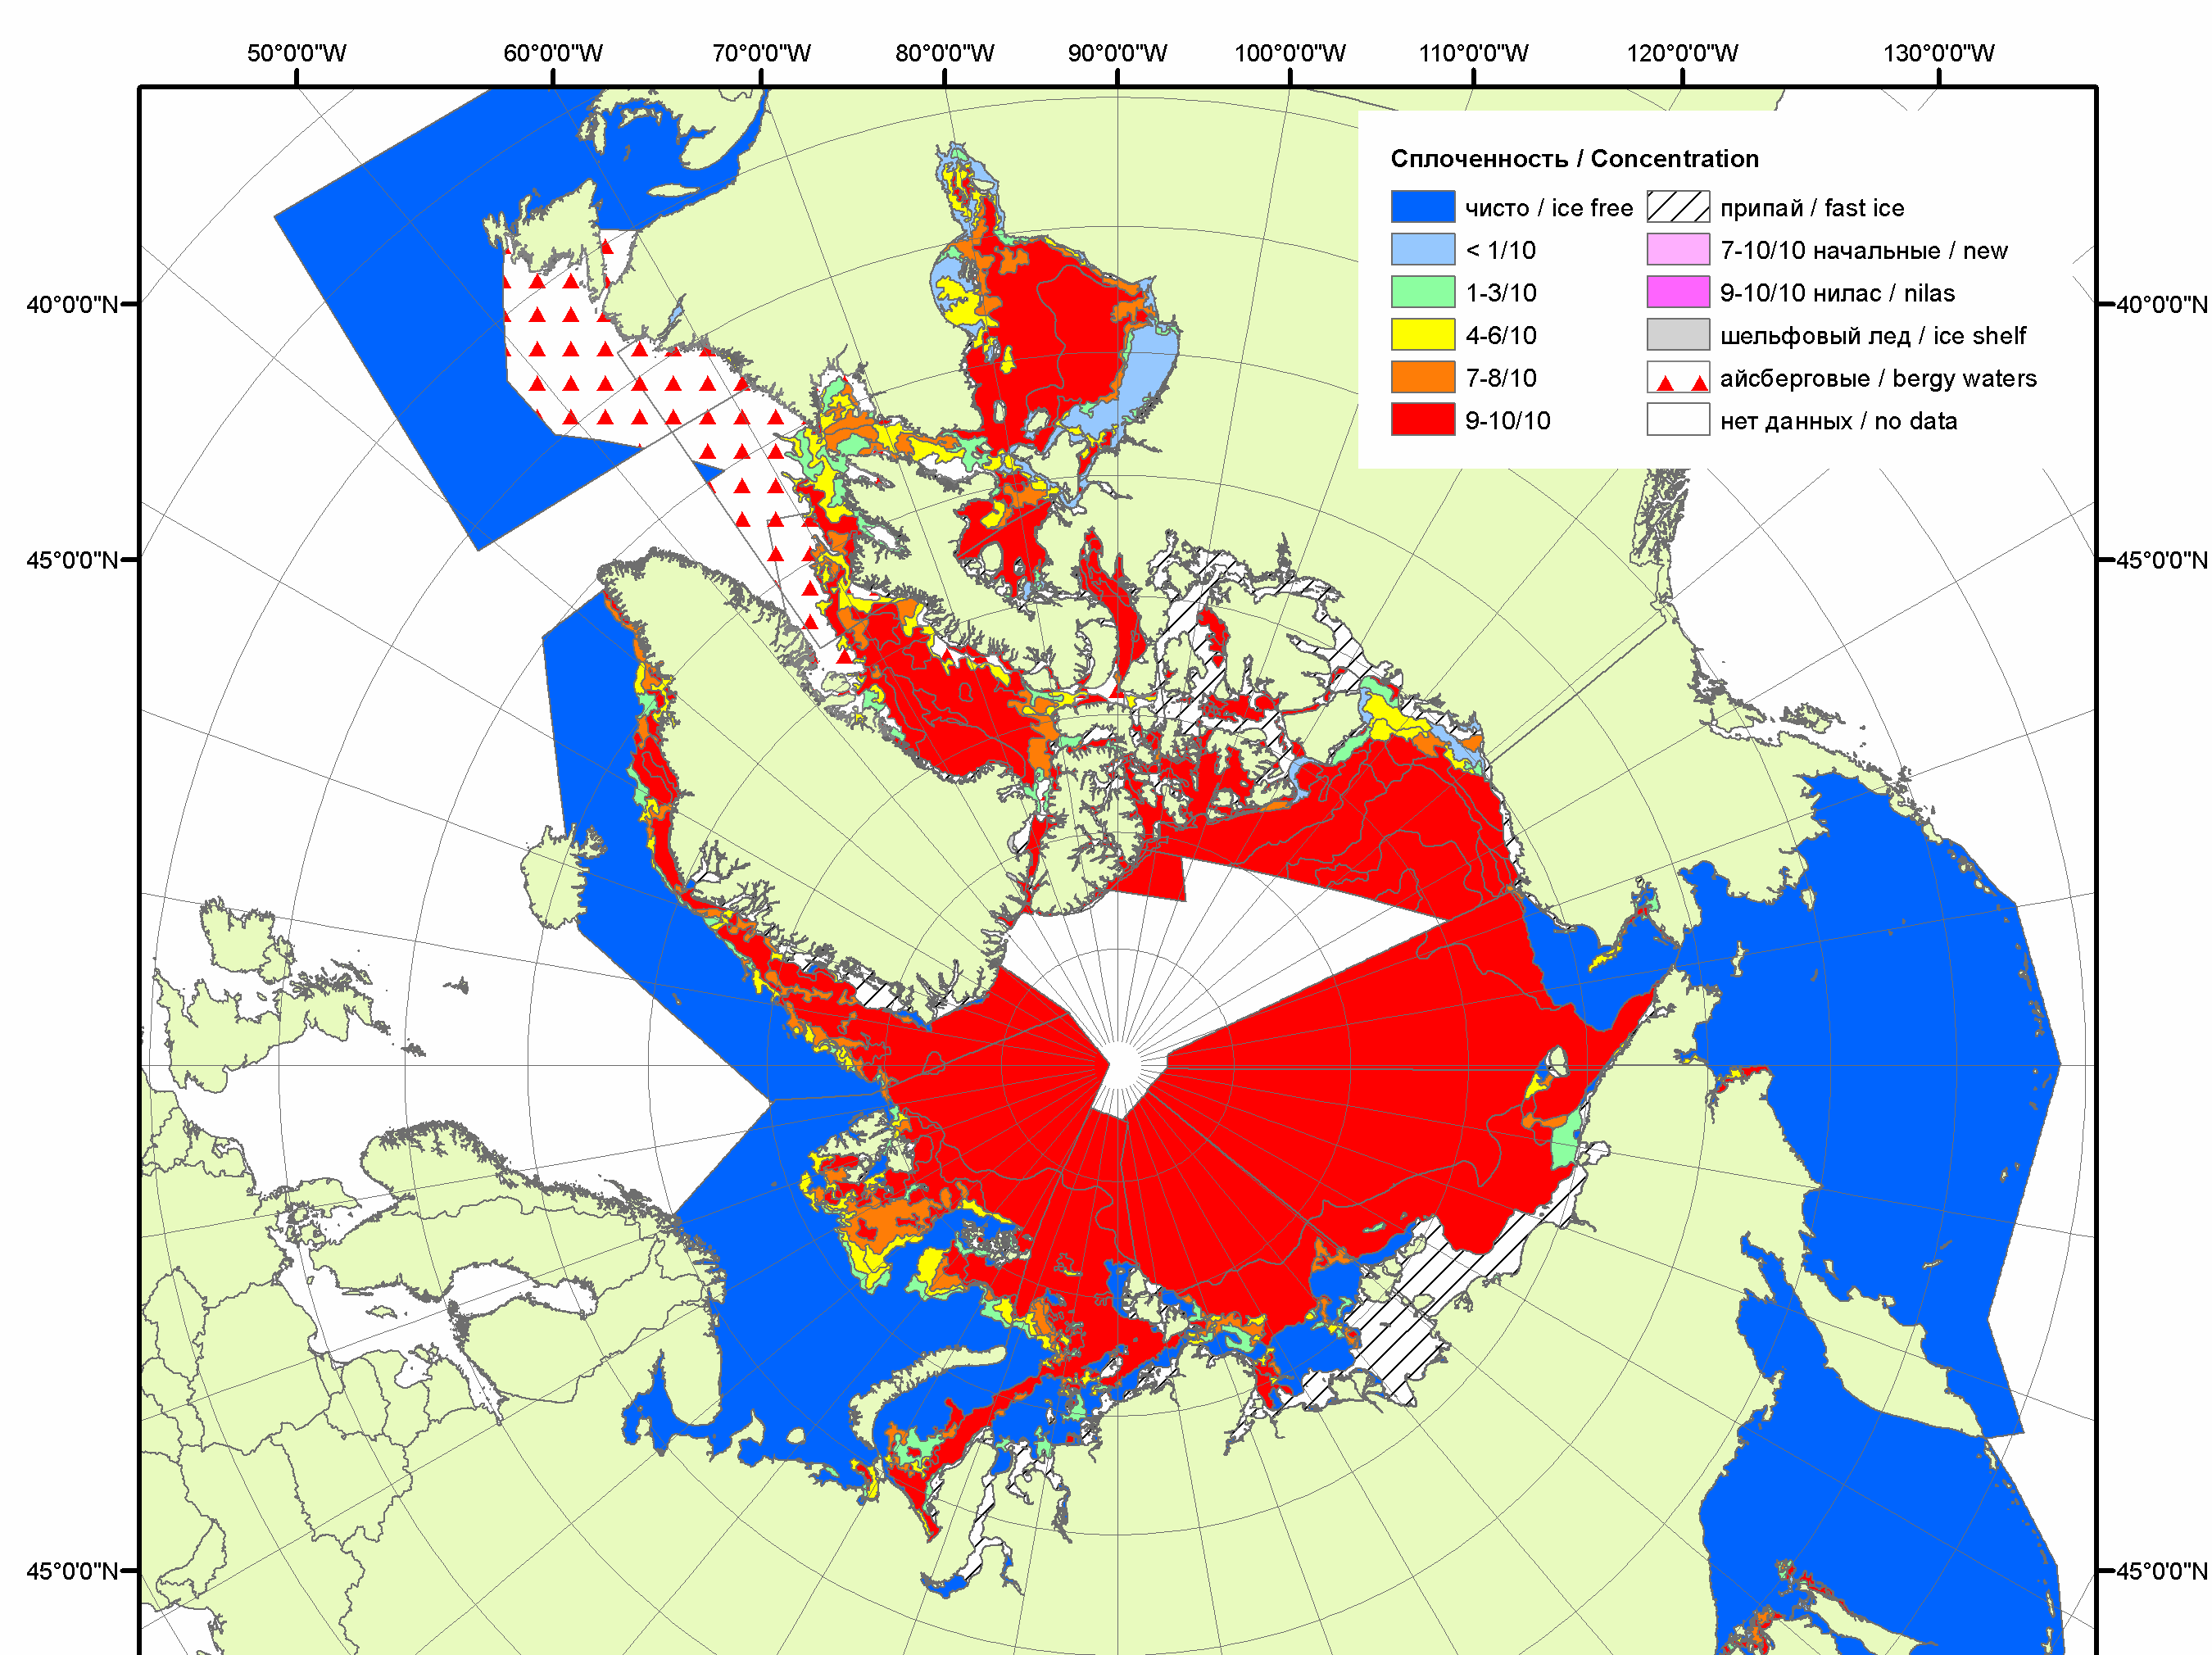 50°0'0"W 60°0'0"W 70°0'0"W 80°0'0"W 90°0'0"W 100°0'0"W 110°0'0"W 120°0'0"W 130°0'0"W
Сплоченность / Concentration
чисто / ice free
< 1/10
1-3/10
4-6/10
7-8/10
9-10/10
припай / fast ice
7-10/10 начальные / new
9-10/10 нилас / nilas
шельфовый лед / ice shelf
айсберговые / bergy waters
нет данных / no data
40°0'0"N 40°0'0"N
45°0'0"N 45°0'0"N
45°0'0"N 45°0'0"N